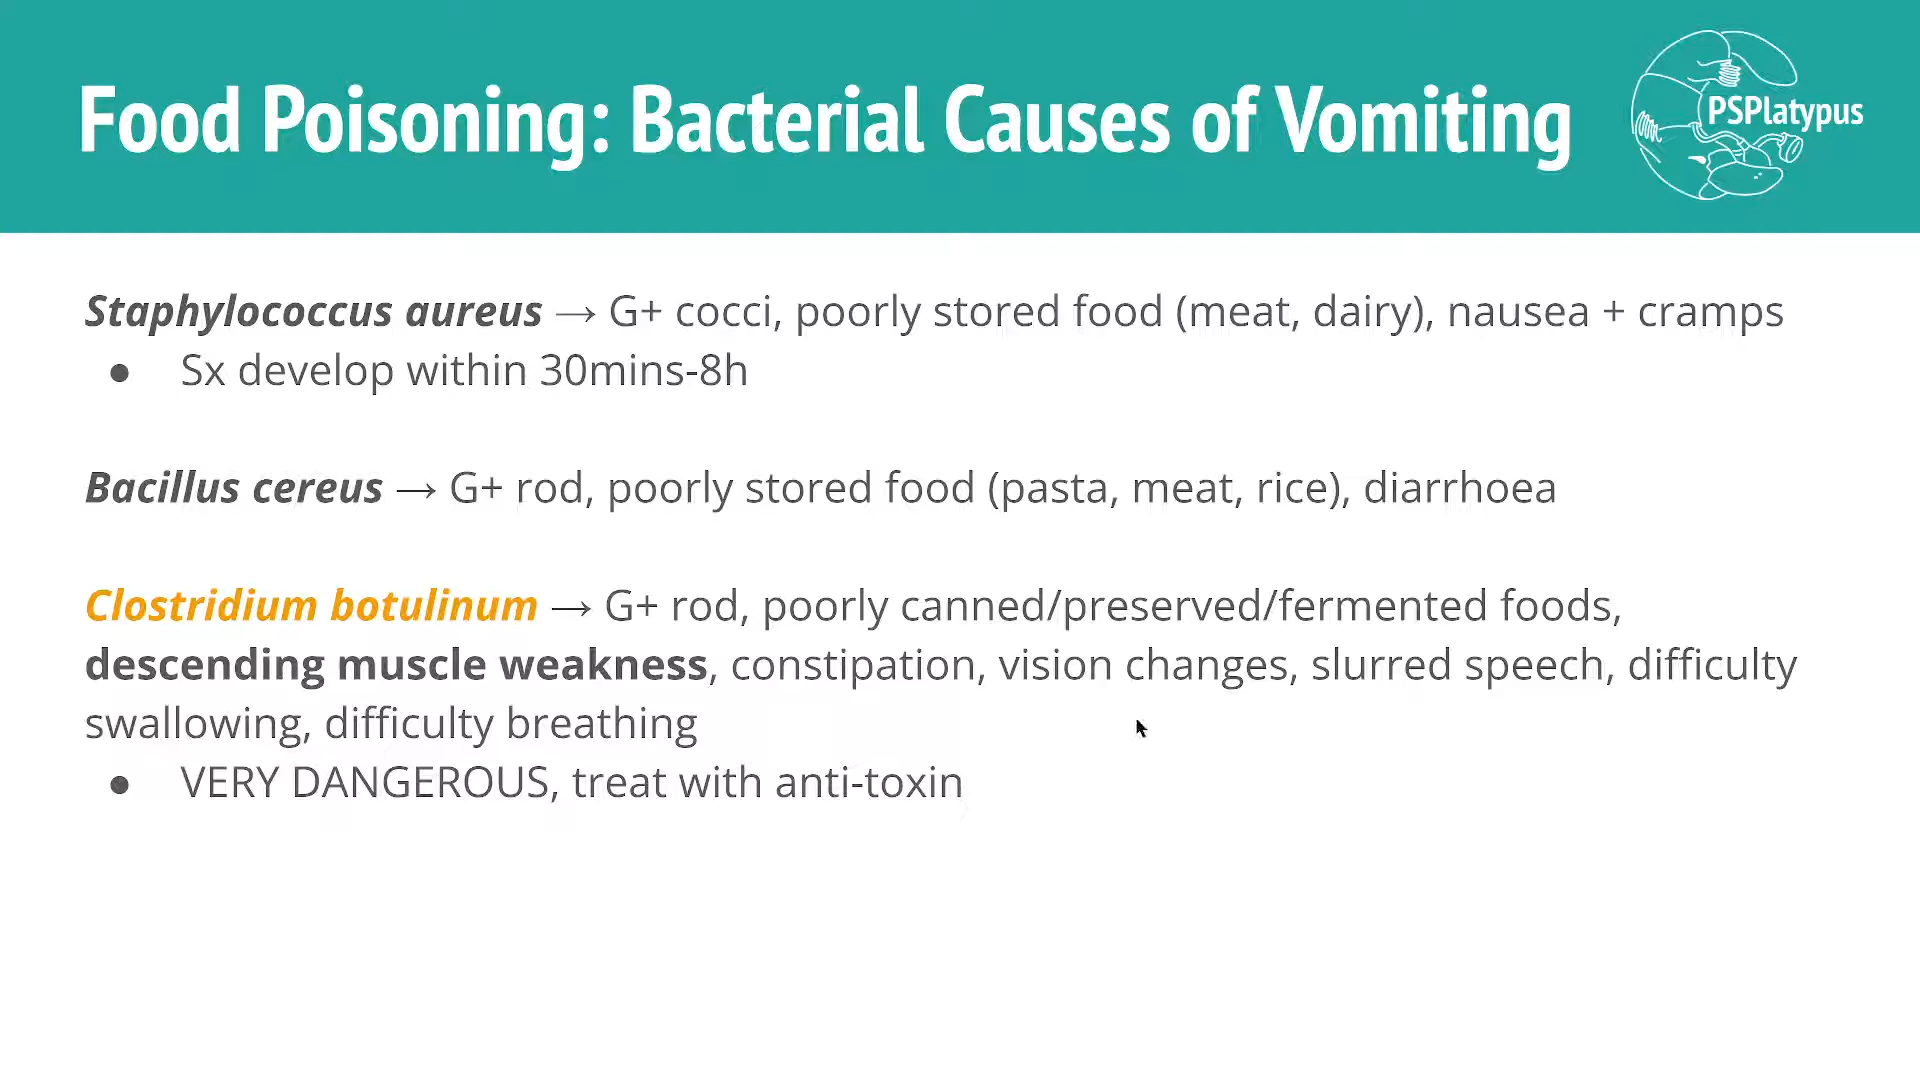 Food Poisoning: Bacterial Causes of Vomiting
PSPlatypus
Staphylococcus aureus → G+ cocci, poorly stored food (meat, dairy), nausea + cramps
● Sx develop within 30mins-8h
Bacillus cereus → G+ rod, poorly stored food (pasta, meat, rice), diarrhoea
Clostridium botulinum → G+ rod, poorly canned/preserved/fermented foods,
descending muscle weakness, constipation, vision changes, slurred speech, difficulty
swallowing, difficulty breathing
● VERY DANGEROUS, treat with anti-toxin